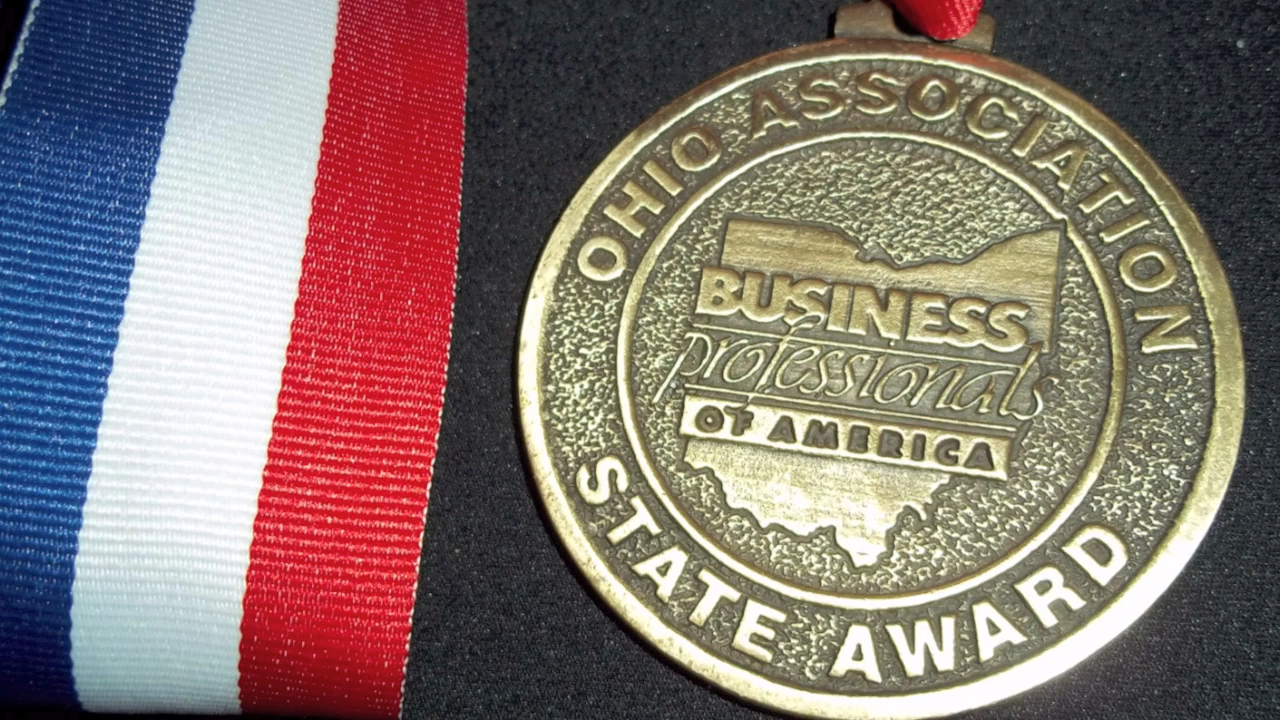 OHIO ASSOCIATION
BUSINESS
professionals
OF AMERICA
STATE AWARD